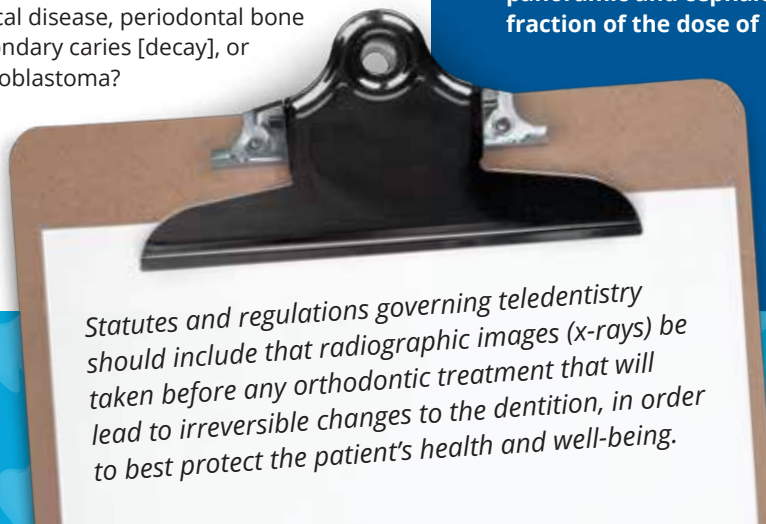 cal disease, periodontal bone
ondary caries [decay], or
oblastoma?
fraction of the dose of
Statutes and regulations governing teledentistry
should include that radiographic images (x-rays) be
taken before any orthodontic treatment that will
lead to irreversible changes to the dentition, in order
to best protect the patient's health and well-being.